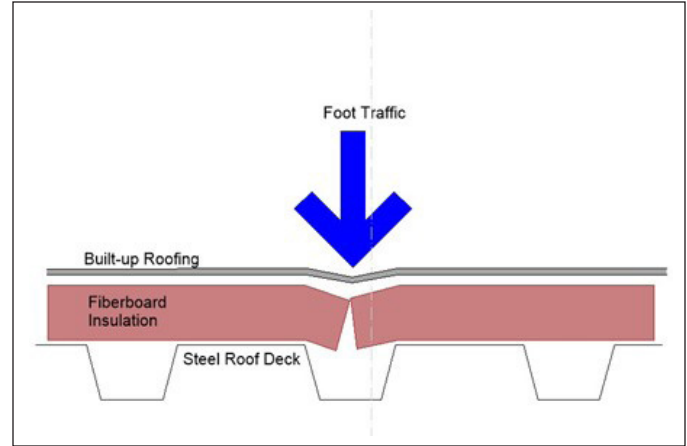 Foot Traffic
Built-up Roofing
Fiberboard
Insulation
Steel Roof Deck